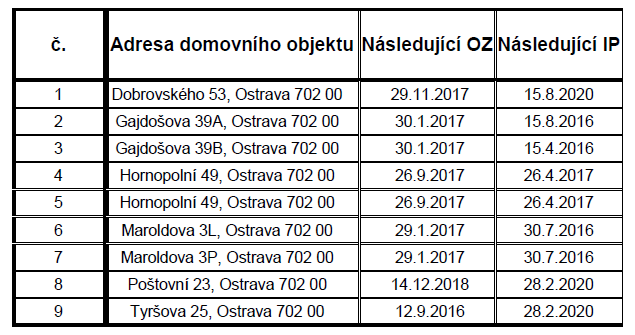 č. Adresa domovního objektu Následující OZ Následující IP
1 Dobrovského 53, Ostrava 702 00 29.11.2017 15.8.2020
2 Gajdošova 39A, Ostrava 702 00 30.1.2017 15.8.2016
3 Gajdošova 39B, Ostrava 702 00 30.1.2017 15.4.2016
4 Hornopolní 49, Ostrava 702 00 26.9.2017 26.4.2017
5 Hornopolní 49, Ostrava 702 00 26.9.2017 26.4.2017
6 Maroldova 3L, Ostrava 702 00 29.1.2017 30.7.2016
7 Maroldova 3P, Ostrava 702 00 29.1.2017 30.7.2016
8 Poštovní 23, Ostrava 702 00 14.12.2018 28.2.2020
9 Tyršova 25, Ostrava 702 00 12.9.2016 28.2.2020